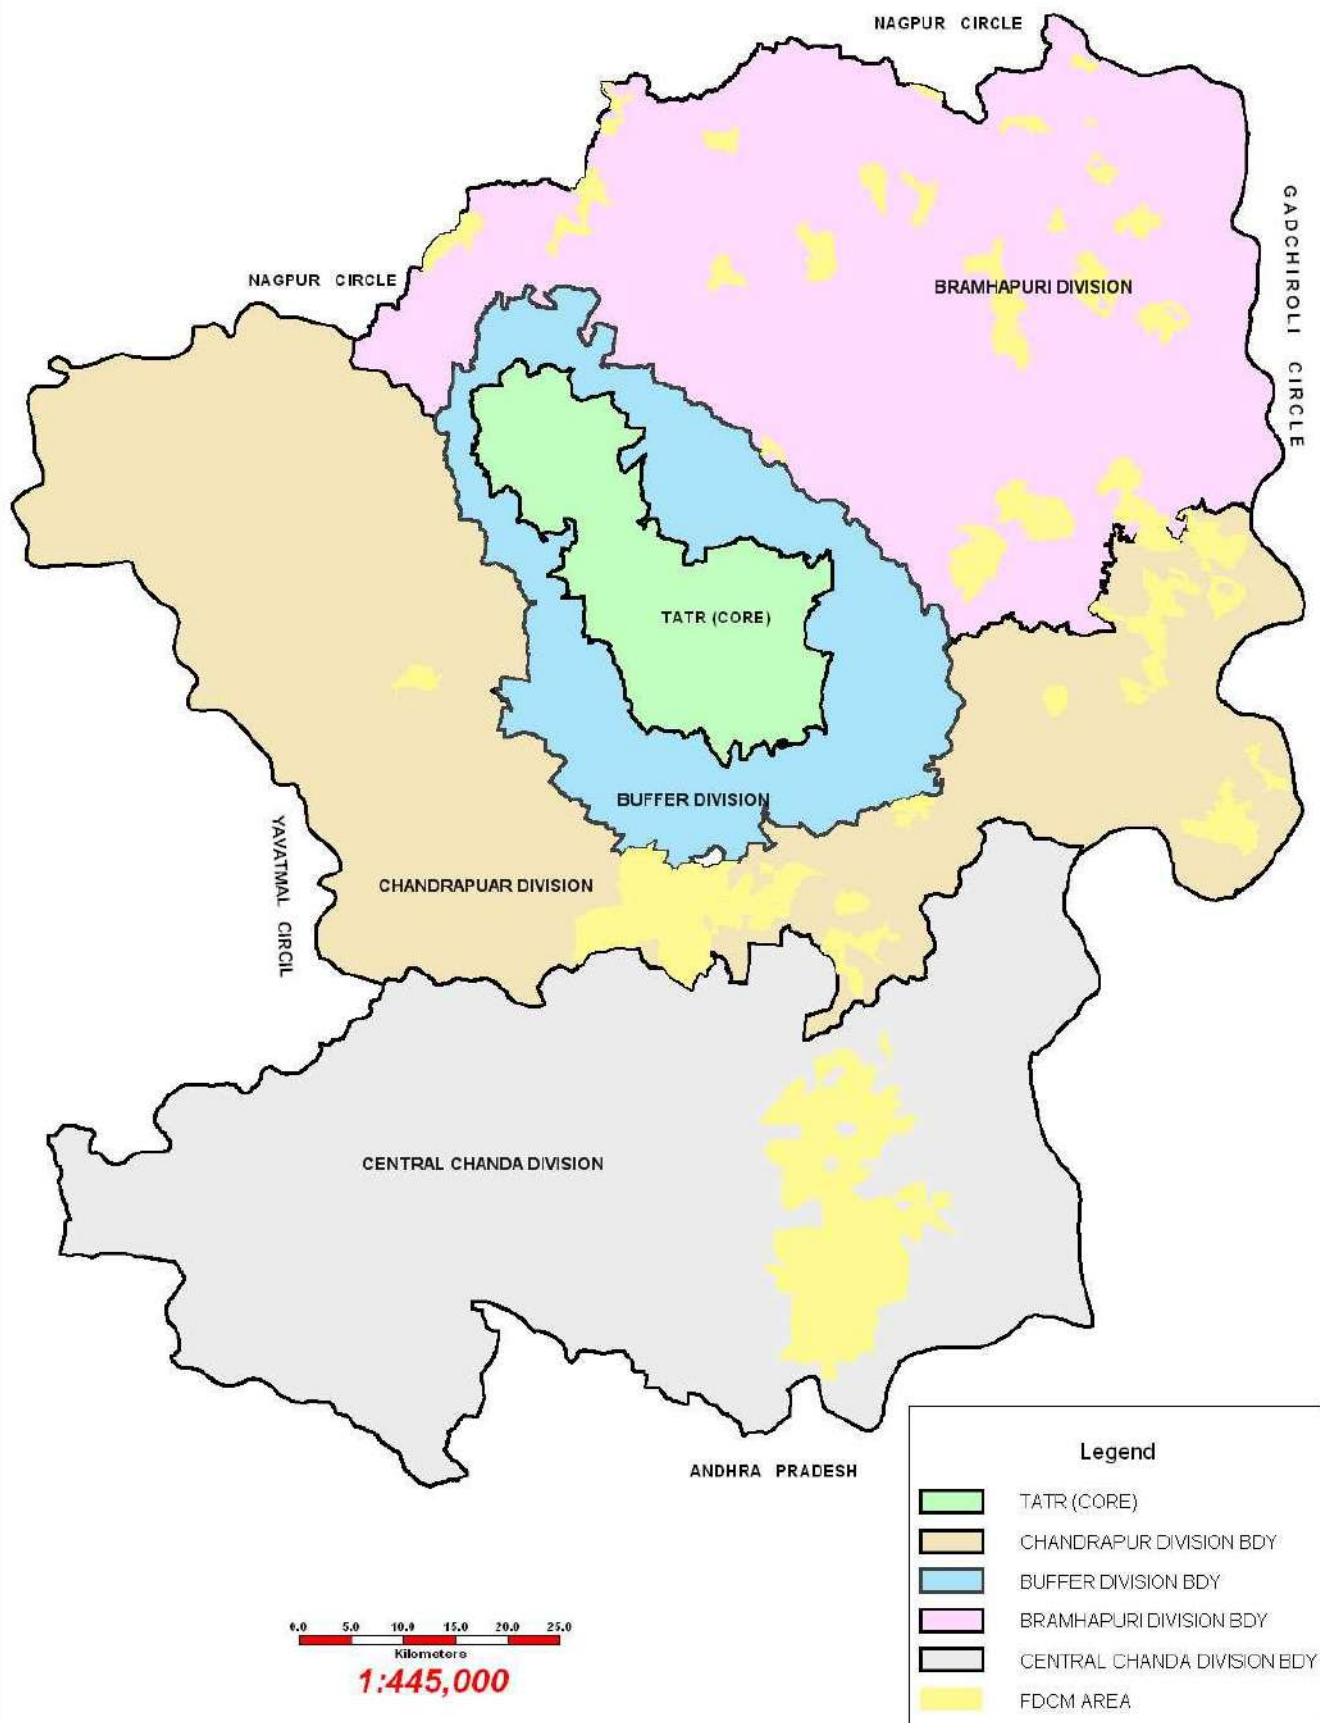 NAGPUR CIRCLE
GADCHIROLI CIRCLE
NAGPUR CIRCLE
BRAMHAPURI DIVISION
TATR (CORE)
BUFFER DIVISION
YAVATMAL CIRCIL
CHANDRAPUAR DIVISION
CENTRAL CHANDA DIVISION
ANDHRA PRADESH
Legend
TATR (CORE)
CHANDRAPUR DIVISION BDY
BUFFER DIVISION BDY
BRAMHAPURI DIVISION BDY
CENTRAL CHANDA DIVISION BDY
FDCM AREA
0.0 5.0 10.0 15.0 20.0 25.0
Kilometers
1:445,000